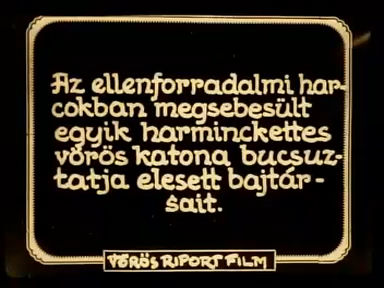 Az ellenforradalmi har-
cokban megsebesült
egyik harminckettes
vörös katona bucsuz-
tatja elesett bajtár-
sait.
VÖRÖS RIPORT FILM